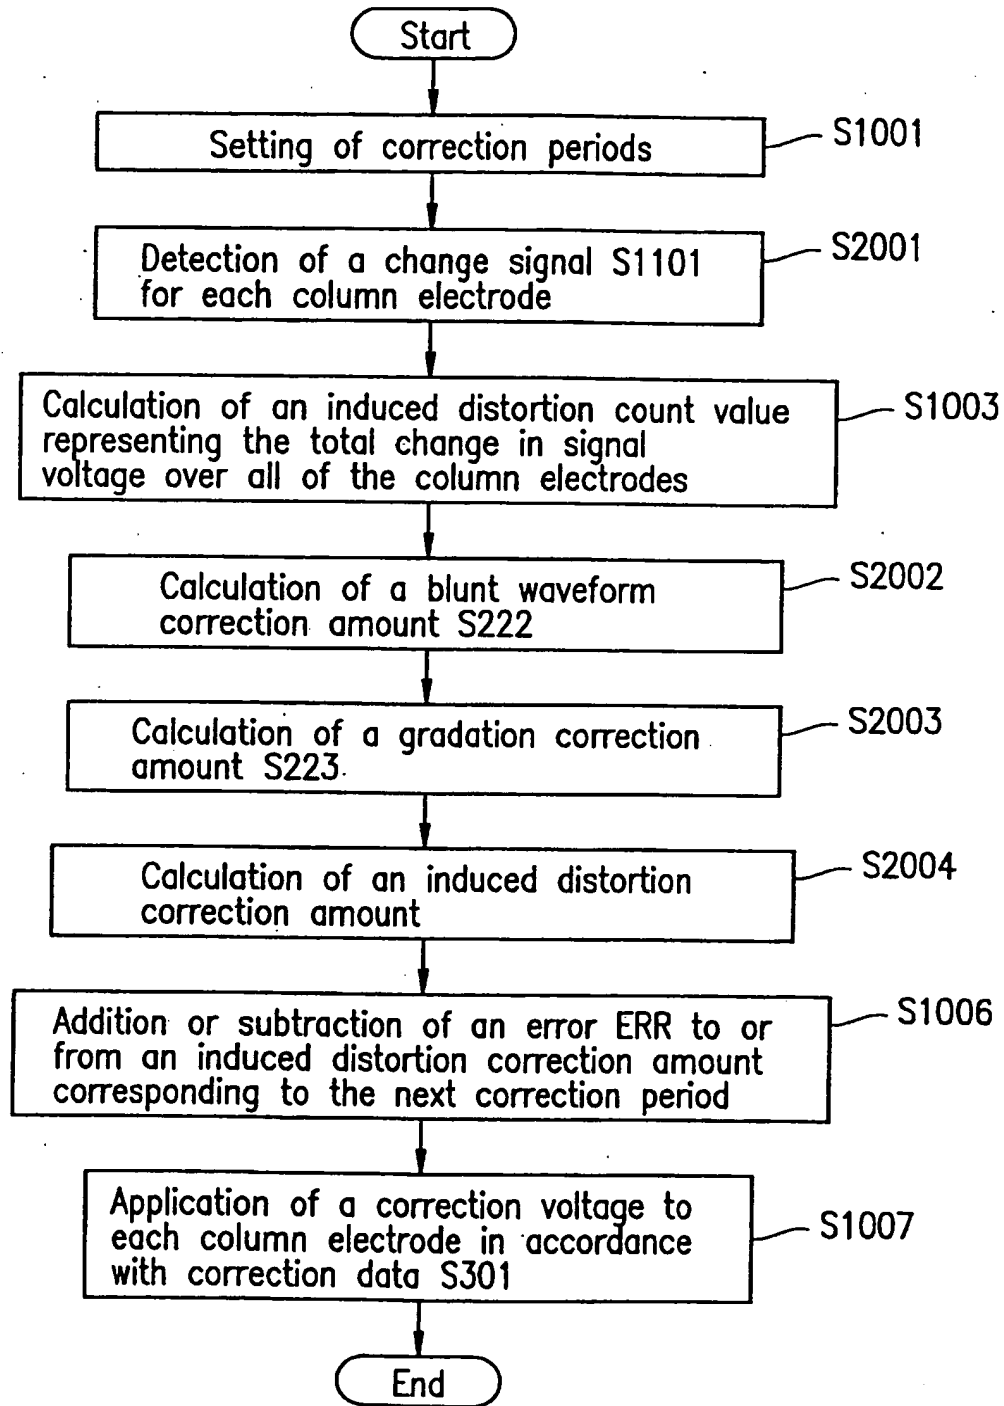 Start
Setting of correction periods
S1001
Detection of a change signal S1101
for each column electrode
S2001
Calculation of an induced distortion count value
representing the total change in signal
voltage over all of the column electrodes
S1003
Calculation of a blunt waveform
correction amount S222
S2002
Calculation of a gradation correction
amount S223
S2003
Calculation of an induced distortion
correction amount
S2004
Addition or subtraction of an error ERR to or
from an induced distortion correction amount
corresponding to the next correction period
S1006
Application of a correction voltage to
each column electrode in accordance
with correction data S301
S1007
End